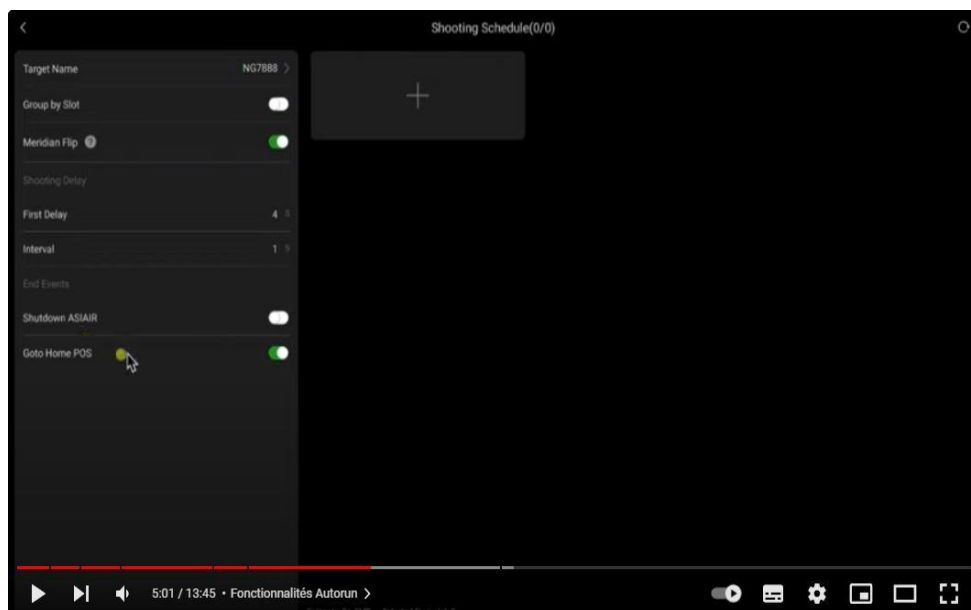 Shooting Schedule(0/0)
Target Name NG7888 >
Group by Slot
Meridian Flip ?
Shooting Delay
First Delay 4 S
Interval 1 S
End Events
Shutdown ASIAIR
Goto Home POS
5:01 / 13:45 • Fonctionnalités Autorun >